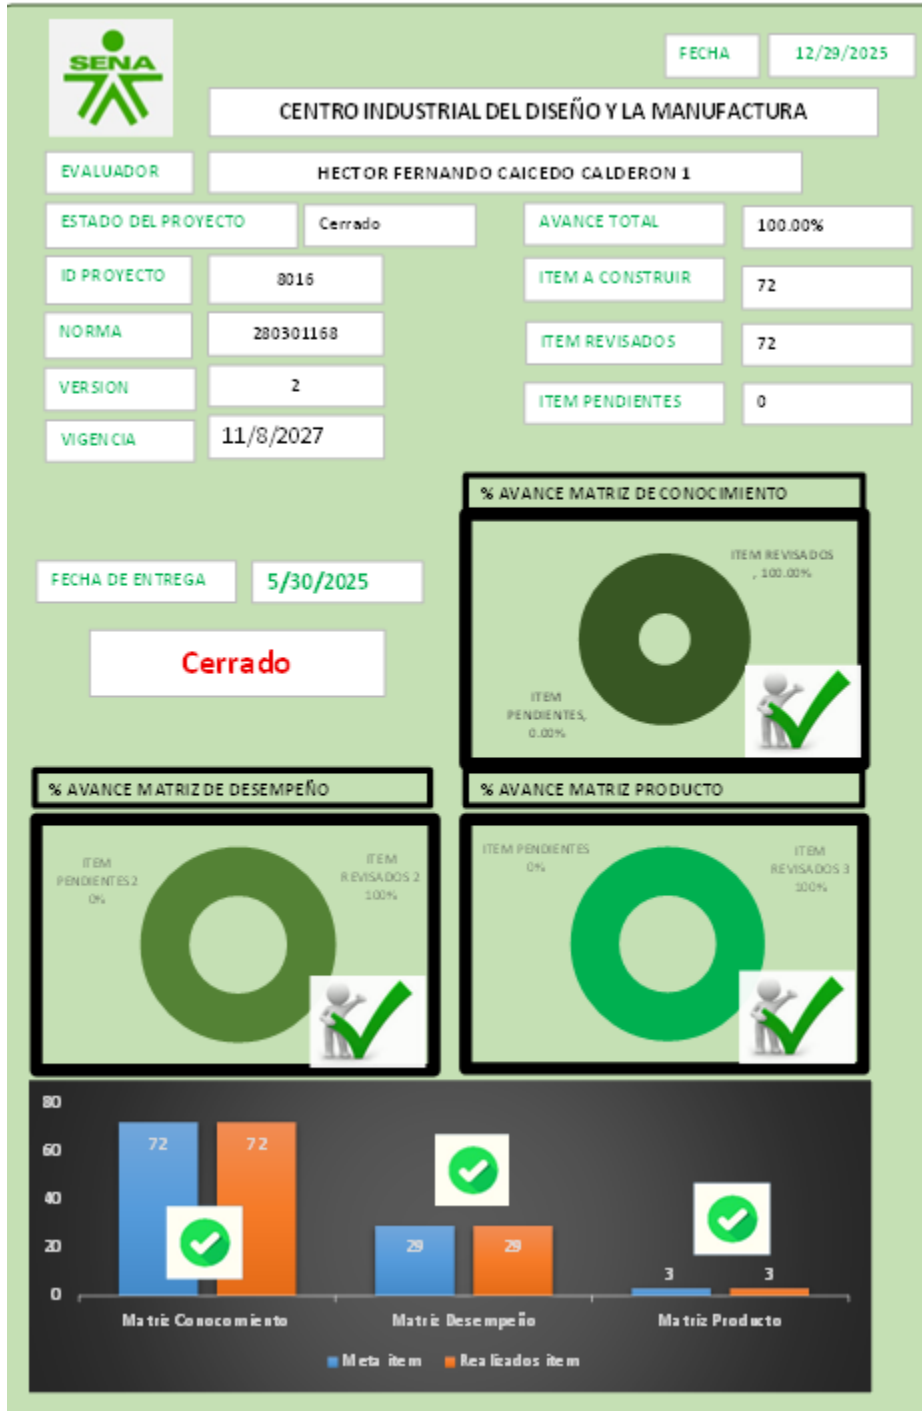 SENA
FECHA
12/29/2025
CENTRO INDUSTRIAL DEL DISEÑO Y LA MANUFACTURA
EVALUADOR
HECTOR FERNANDO CAICEDO CALDERON 1
ESTADO DEL PROYECTO
Cerrado
AVANCE TOTAL
100.00%
ID PROYECTO
8016
ITEM A CONSTRUIR
72
NORMA
280301168
ITEM REVISADOS
72
VERSION
2
ITEM PENDIENTES
0
VIGENCIA
11/8/2027
% AVANCE MATRIZ DE CONOCIMIENTO
ITEM REVISADOS
, 100.00%
ITEM
PENDIENTES,
0.00%
FECHA DE ENTREGA
5/30/2025
Cerrado
% AVANCE MATRIZ DE DESEMPEÑO
ITEM
PENDIENTES 2
0%
ITEM
REVISADOS 2
100%
% AVANCE MATRIZ PRODUCTO
ITEM PENDIENTES
0%
ITEM
REVISADOS 3
100%
80
60
40
20
0
72
72
29
29
3
3
Matriz Conocimiento
Matriz Desempeño
Matriz Producto
Meta item
Realizados item